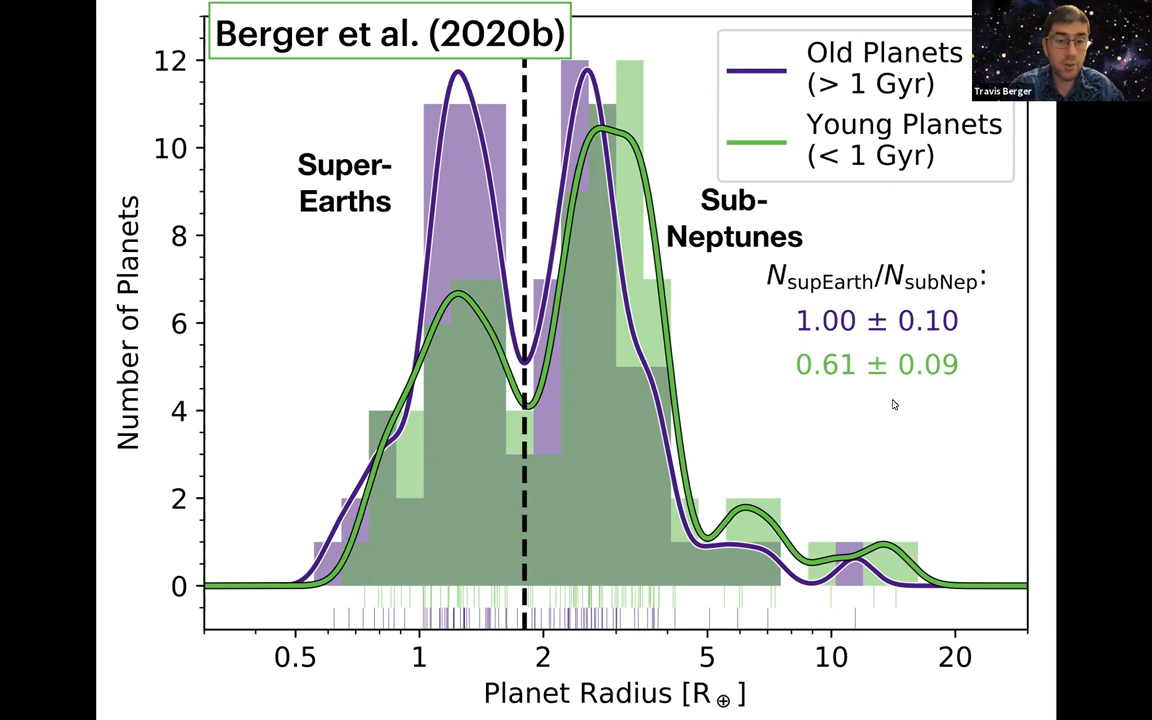 Berger et al. (2020b)
Old Planets
(> 1 Gyr)
Young Planets
(< 1 Gyr)
Travis Berger
Super-
Earths
Sub-
Neptunes
NsupEarth/NsubNep:
1.00 ± 0.10
0.61 ± 0.09
Number of Planets
12
10
8
6
4
2
0
0.5 1 2 5 10 20
Planet Radius [R⊕]